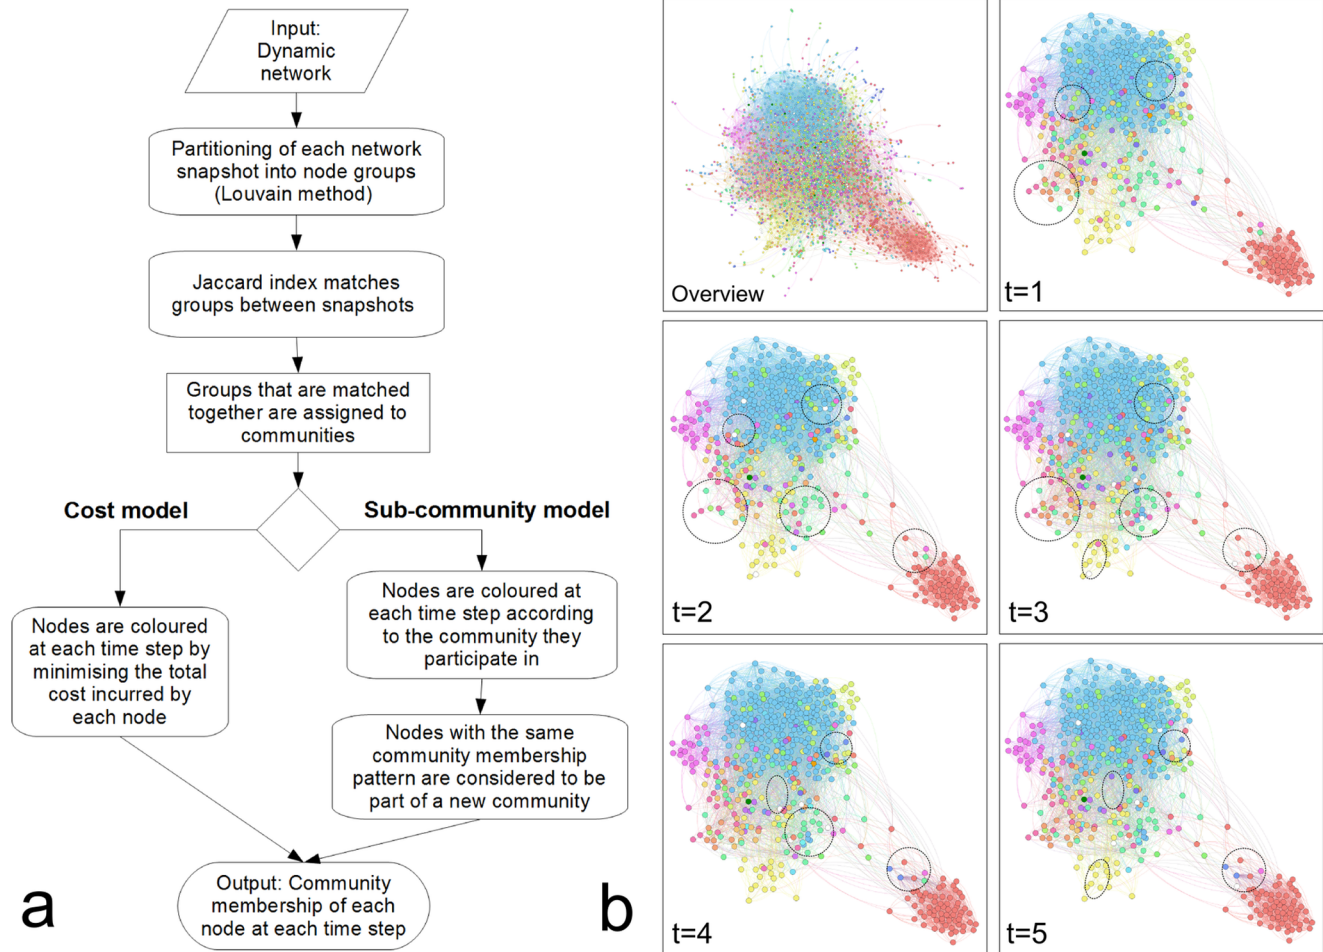 Input:
Dynamic
network
Partitioning of each network
snapshot into node groups
(Louvain method)
Jaccard index matches
groups between snapshots
Groups that are matched
together are assigned to
communities
Cost model
Sub-community model
Nodes are coloured
at each time step by
minimising the total
cost incurred by
each node
Nodes are coloured at
each time step according
to the community they
participate in
Nodes with the same
community membership
pattern are considered to be
part of a new community
Output: Community
membership of each
node at each time step
a
Overview
t=1
t=2
t=3
t=4
t=5
b